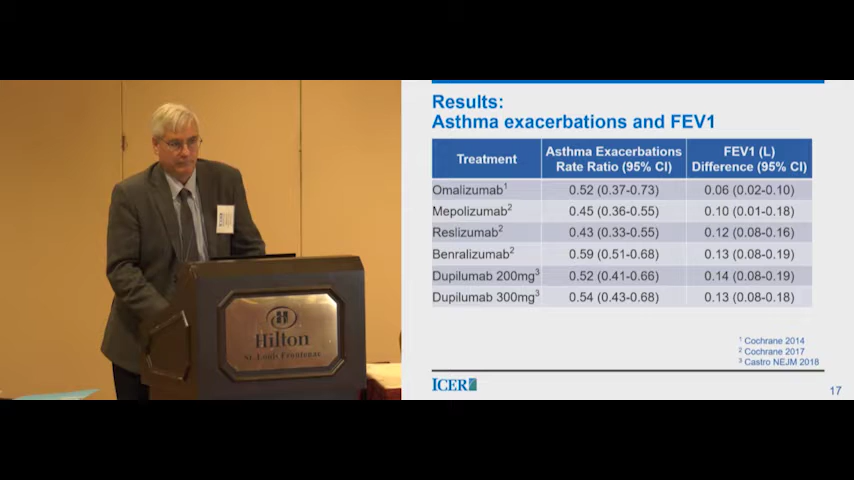 Results:
Asthma exacerbations and FEV1
Treatment
Asthma Exacerbations
Rate Ratio (95% CI)
FEV1 (L)
Difference (95% CI)
Omalizumab¹ 0.52 (0.37-0.73) 0.06 (0.02-0.10)
Mepolizumab² 0.45 (0.36-0.55) 0.10 (0.01-0.18)
Reslizumab² 0.43 (0.33-0.55) 0.12 (0.08-0.16)
Benralizumab² 0.59 (0.51-0.68) 0.13 (0.08-0.19)
Dupilumab 200mg³ 0.52 (0.41-0.66) 0.14 (0.08-0.19)
Dupilumab 300mg³ 0.54 (0.43-0.68) 0.13 (0.08-0.18)
¹ Cochrane 2014
² Cochrane 2017
³ Castro NEJM 2018
ICER
17
H
Hilton
St. Louis Frontenac